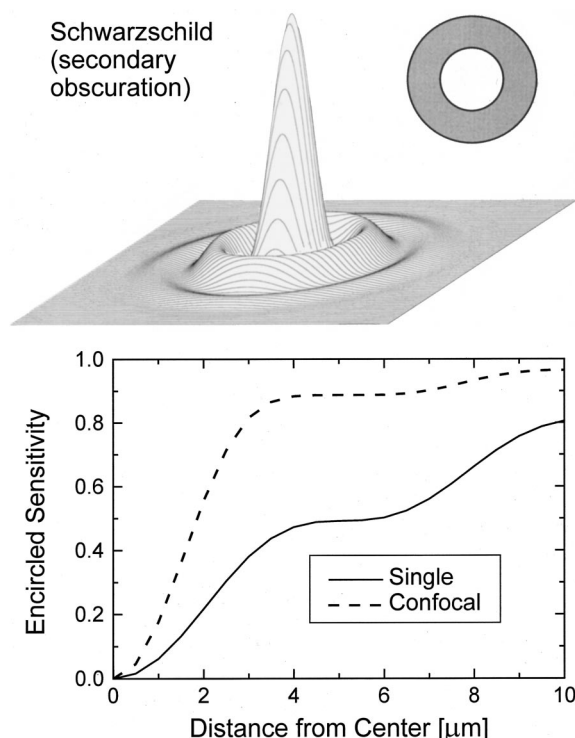 Schwarzschild
(secondary
obscuration)
1.0
0.8
0.6
0.4
0.2
0.0
0
2
4
6
8
10
Encircled Sensitivity
Single
Confocal
Distance from Center [μm]